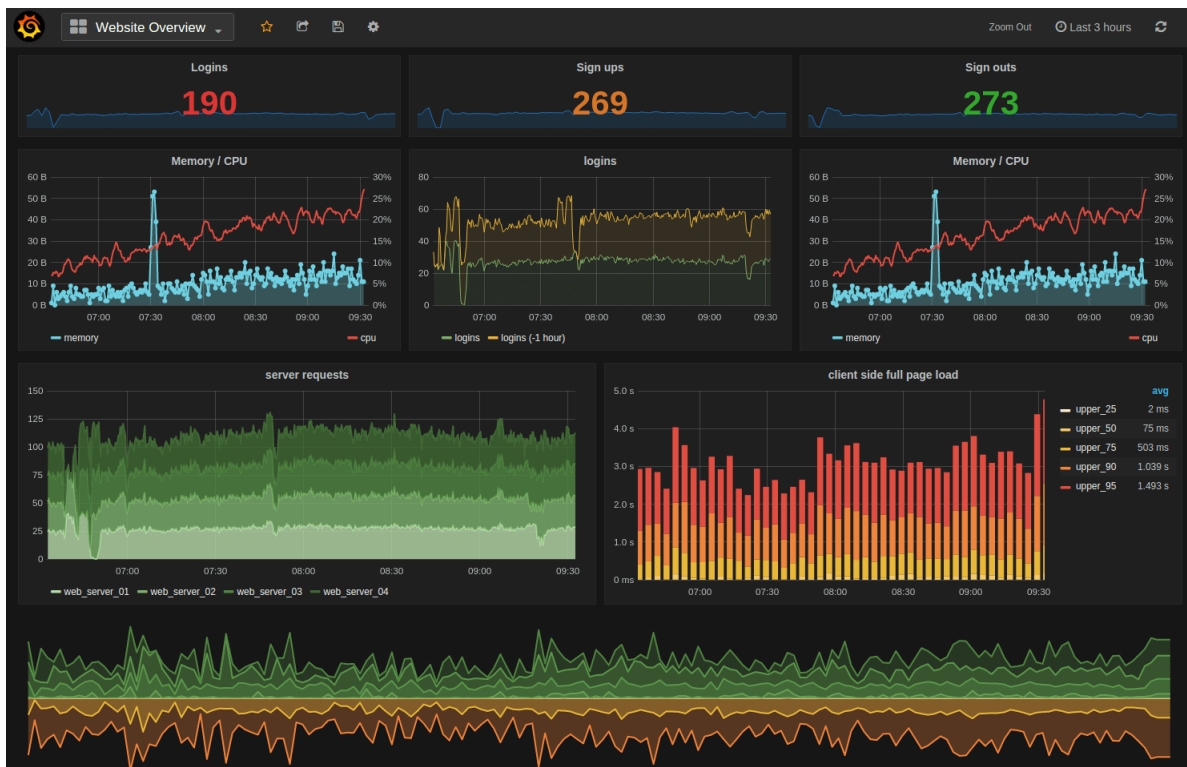 Website Overview
Zoom Out
Last 3 hours
Logins
190
Sign ups
269
Sign outs
273
Memory / CPU
60 B
50 B
40 B
30 B
20 B
10 B
0 B
30%
25%
20%
15%
10%
5%
0%
07:00 07:30 08:00 08:30 09:00 09:30
memory cpu
logins
80
60
40
20
0
07:00 07:30 08:00 08:30 09:00 09:30
logins logins (-1 hour)
Memory / CPU
60 B
50 B
40 B
30 B
20 B
10 B
0 B
30%
25%
20%
15%
10%
5%
0%
07:00 07:30 08:00 08:30 09:00 09:30
memory cpu
server requests
150
125
100
75
50
25
0
07:00 07:30 08:00 08:30 09:00 09:30
web_server_01 web_server_02 web_server_03 web_server_04
client side full page load
5.0 s
4.0 s
3.0 s
2.0 s
1.0 s
0 ms
07:00 07:30 08:00 08:30 09:00 09:30
avg
upper_25 2 ms
upper_50 75 ms
upper_75 503 ms
upper_90 1.039 s
upper_95 1.493 s